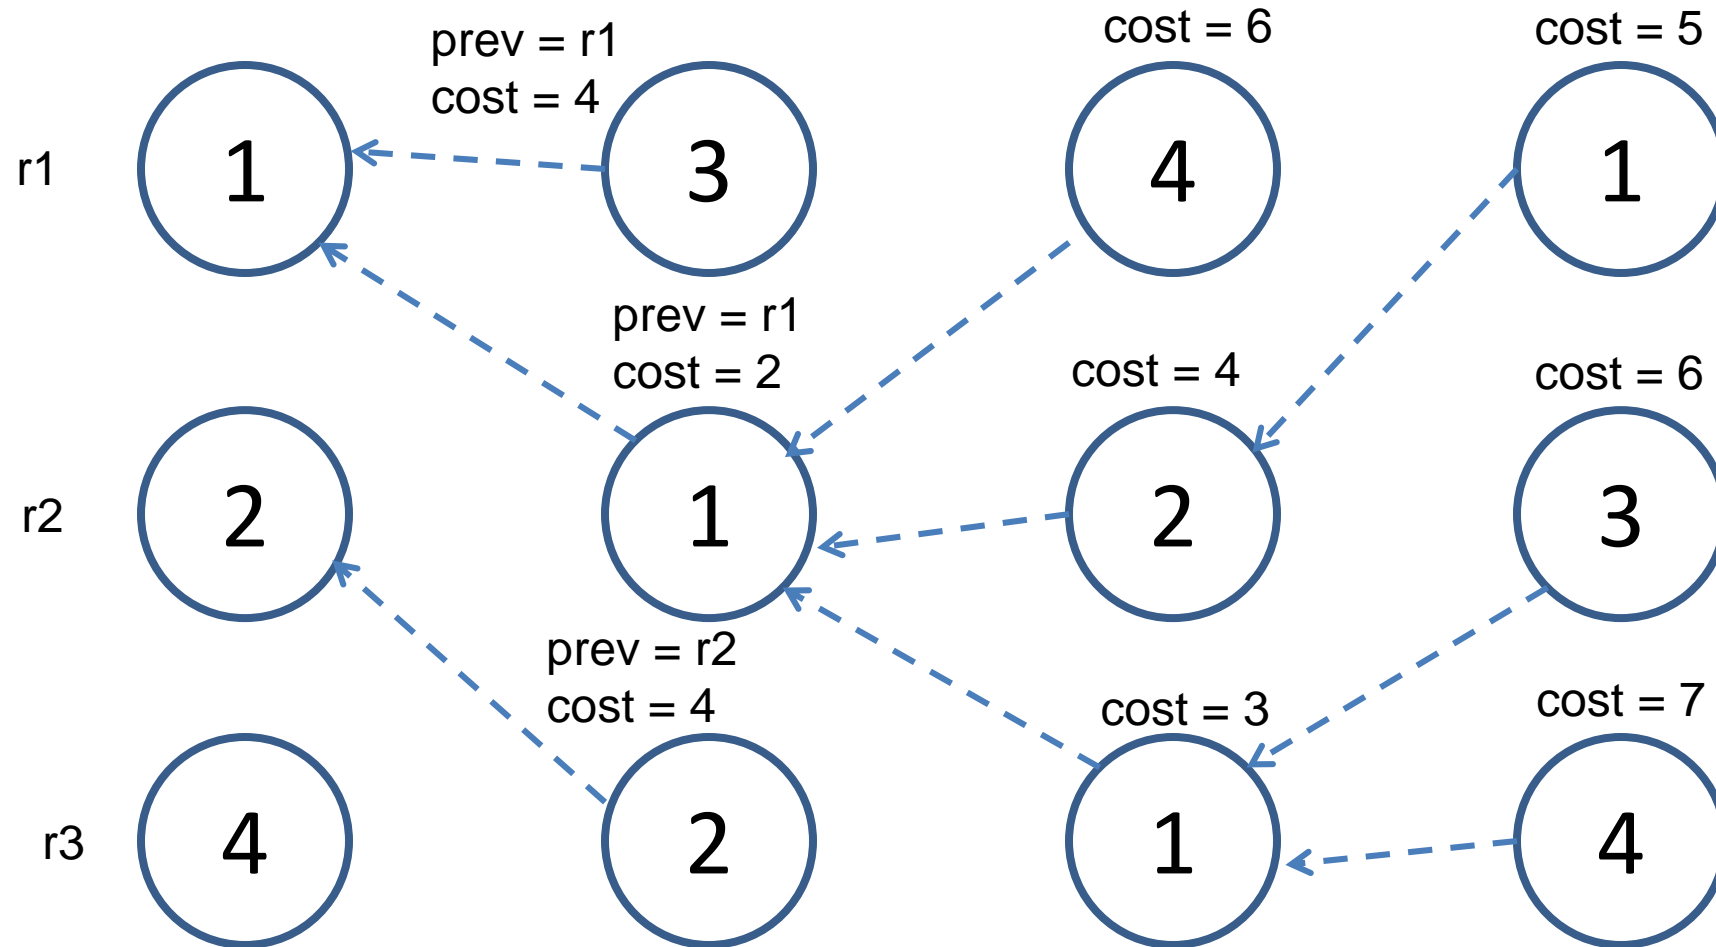 prev = r1
cost = 4
cost = 6
cost = 5
r1
1
3
4
1
prev = r1
cost = 2
cost = 4
cost = 6
r2
2
1
2
3
prev = r2
cost = 4
cost = 3
cost = 7
r3
4
2
1
4